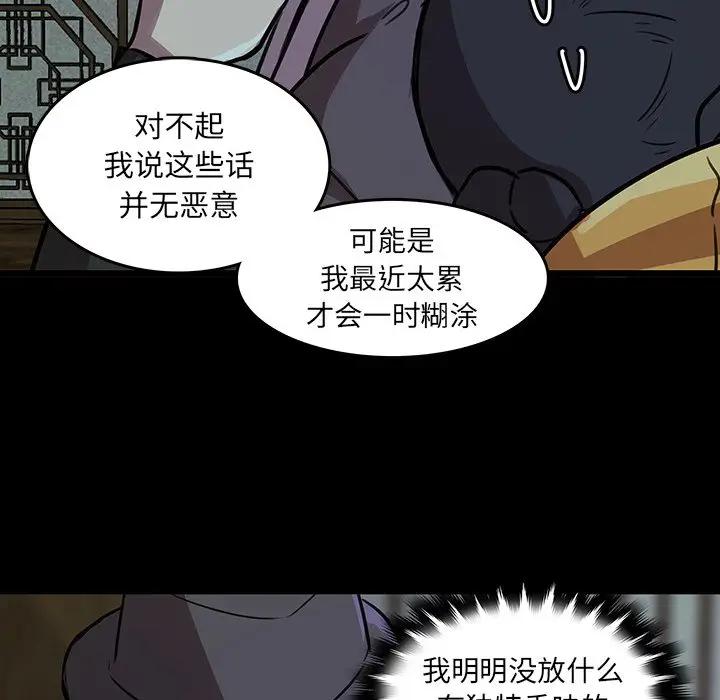 对不起
我说这些话
并无恶意
可能是
我最近太累
才会一时糊涂
我明明没放什么